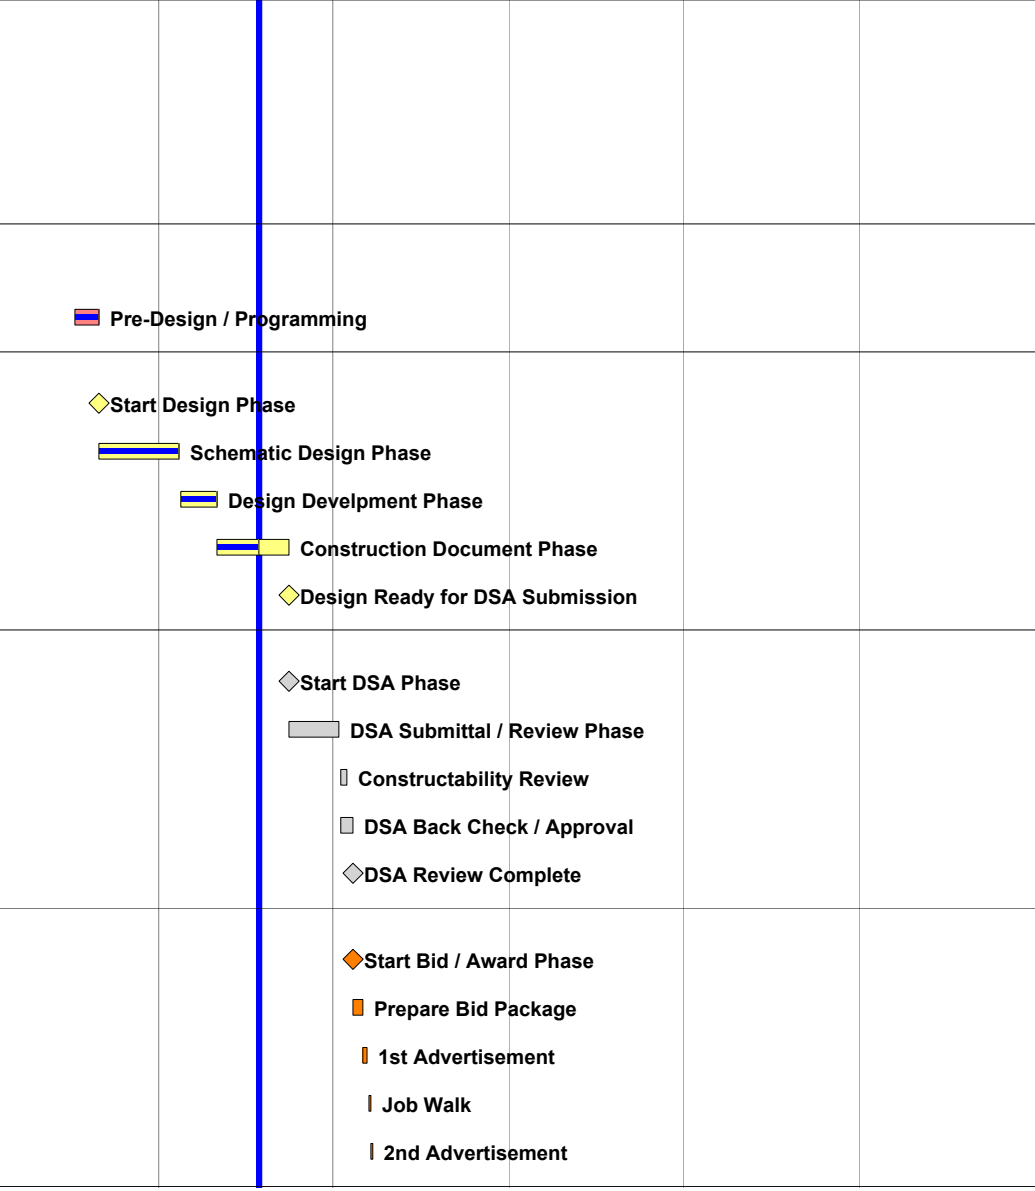 Pre-Design / Programming
Start Design Phase
Schematic Design Phase
Design Develpment Phase
Construction Document Phase
Design Ready for DSA Submission
Start DSA Phase
DSA Submittal / Review Phase
Constructability Review
DSA Back Check / Approval
DSA Review Complete
Start Bid / Award Phase
Prepare Bid Package
1st Advertisement
Job Walk
2nd Advertisement